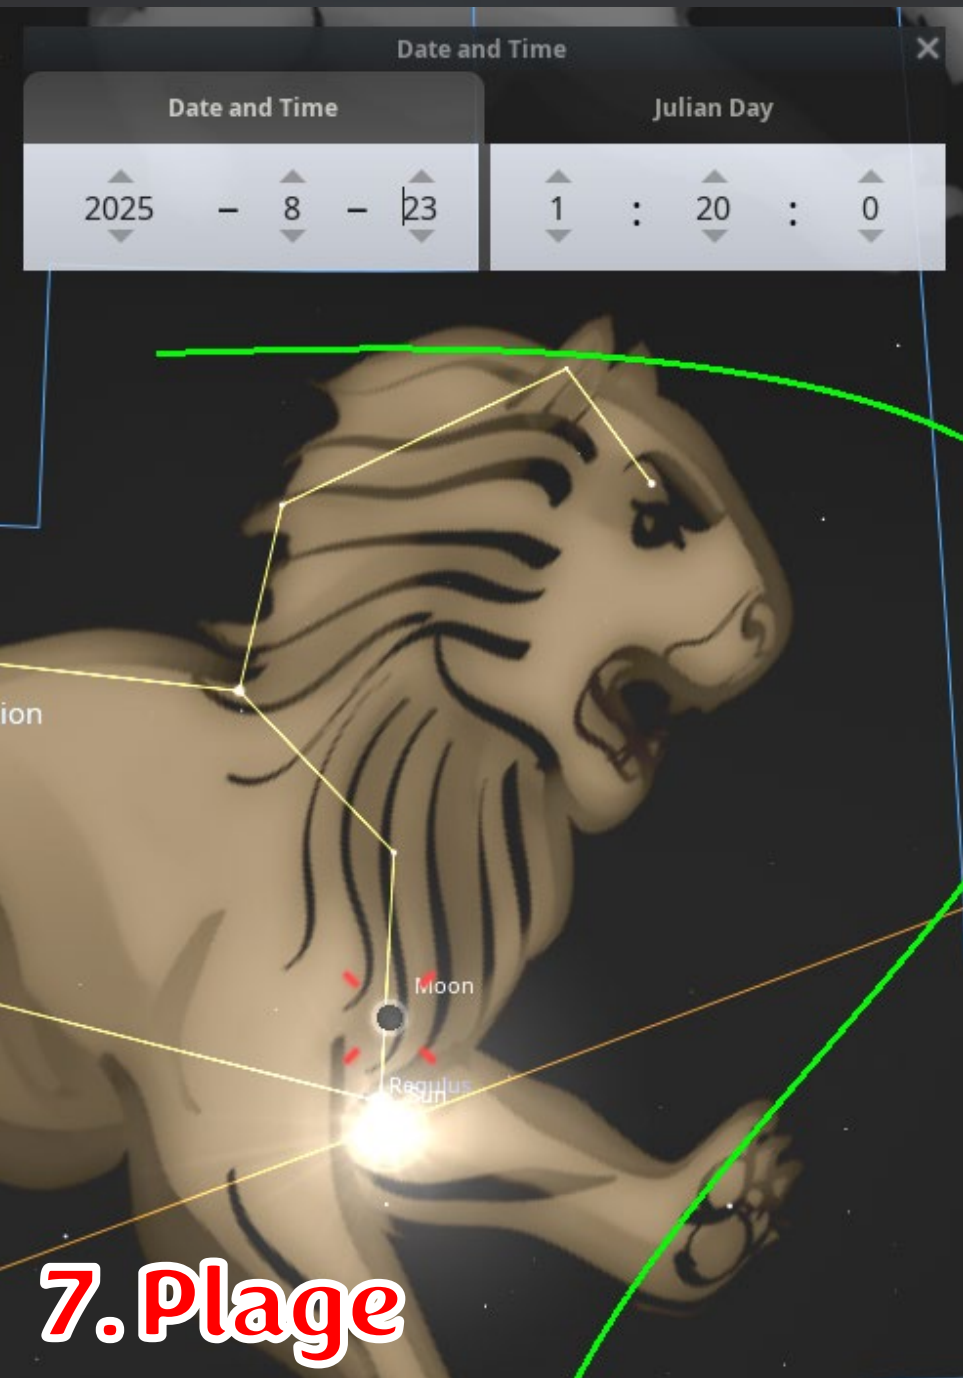 Date and Time
Date and Time
Julian Day
2025 – 8 – 23
1 : 20 : 0
ion
Moon
Regulus
Sun
7. Plage